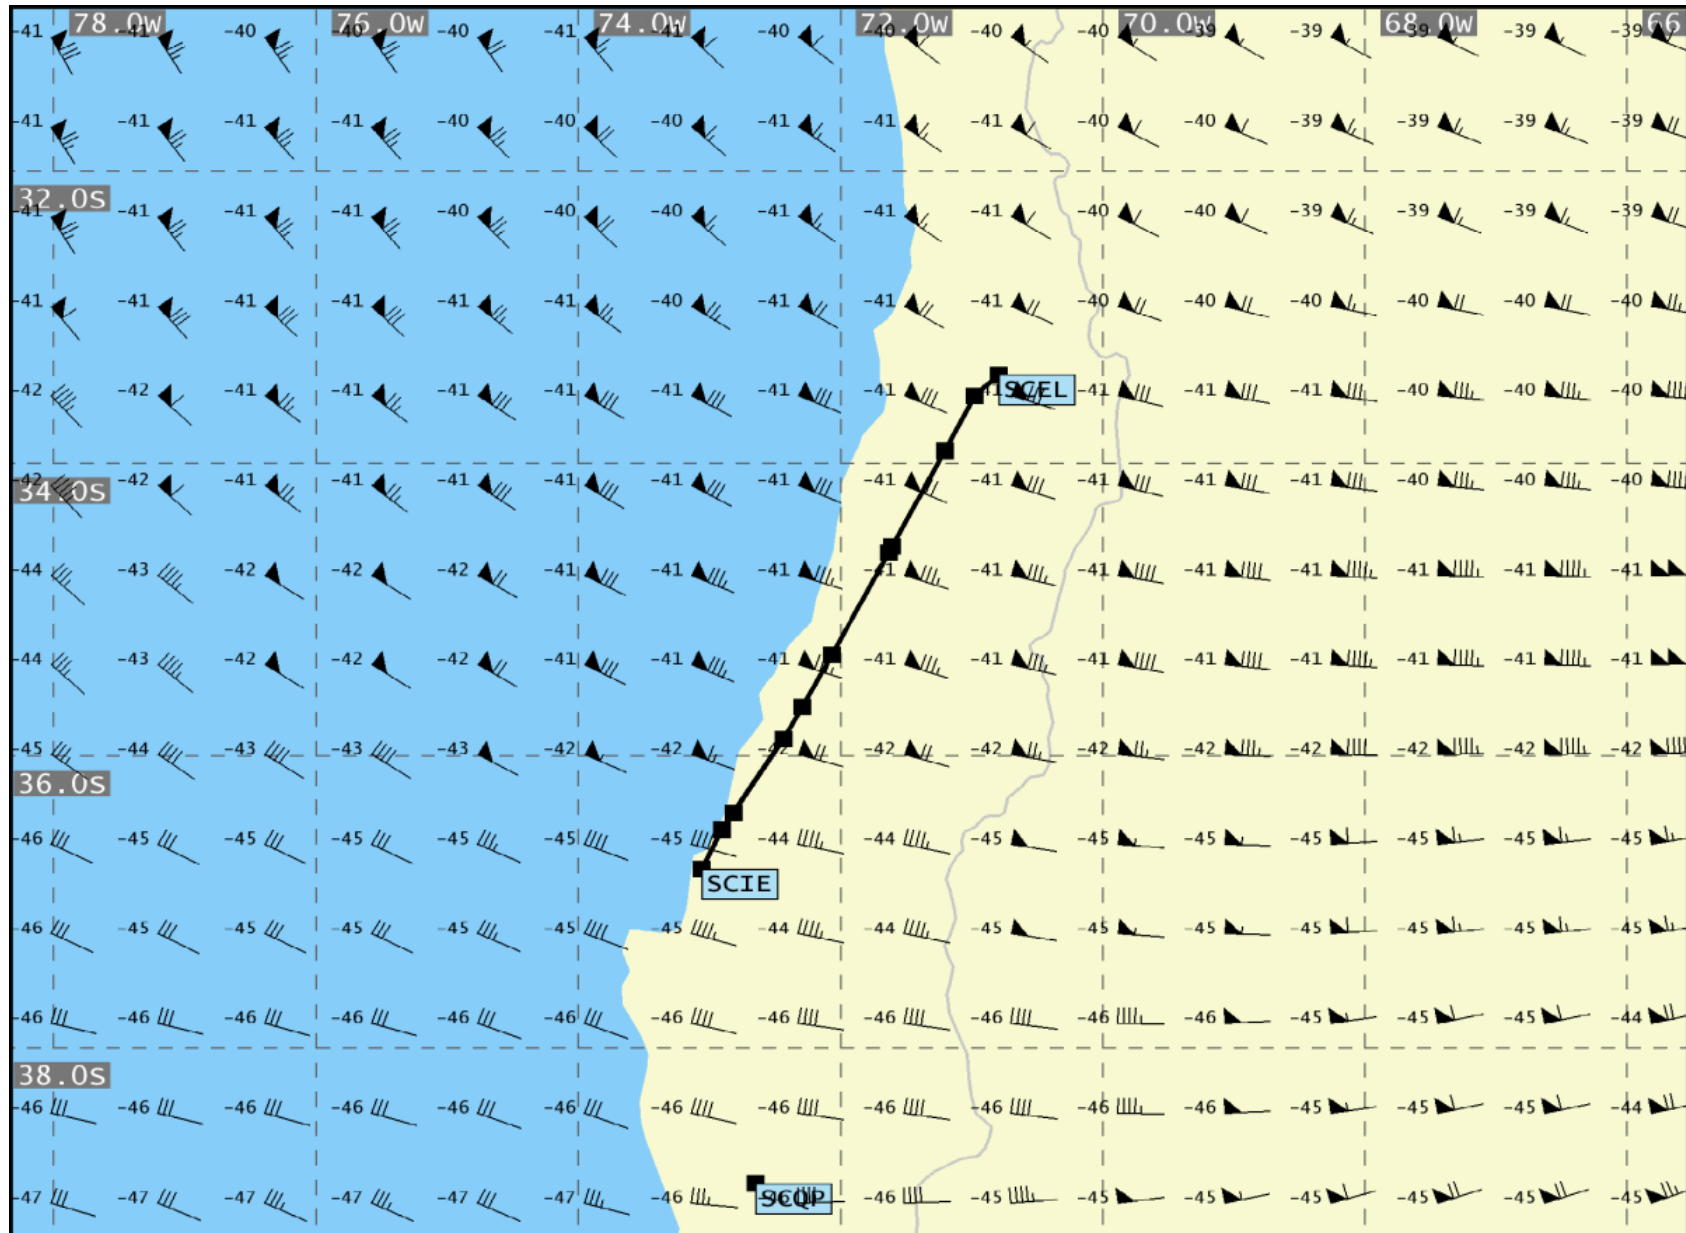 78.0W 76.0W 74.0W 72.0W 70.0W 68.0W 66
-41 -41 -40 -40 -40 -41 -41 -40 -40 -40 -40 -39 -39 -39 -39 -39
-41 -41 -41 -41 -40 -40 -40 -41 -41 -41 -40 -40 -39 -39 -39 -39
32.0S
-41 -41 -41 -41 -40 -40 -40 -41 -41 -41 -40 -40 -39 -39 -39 -39
-41 -41 -41 -41 -41 -41 -40 -41 -41 -41 -40 -40 -40 -40 -40 -40
-42 -42 -41 -41 -41 -41 -41 -41 -41 -41 SCEL -41 -41 -41 -40 -40 -40
-42 -42 -41 -41 -41 -41 -41 -41 -41 -41 -41 -41 -41 -40 -40 -40
34.0S
-44 -43 -42 -42 -42 -41 -41 -41 -41 -41 -41 -41 -41 -41 -41 -41
-44 -43 -42 -42 -42 -41 -41 -41 -41 -41 -41 -41 -41 -41 -41 -41
-45 -44 -43 -43 -43 -42 -42 -42 -42 -42 -42 -42 -42 -42 -42 -42
36.0S
-46 -45 -45 -45 -45 -45 -45 -44 -44 -45 -45 -45 -45 -45 -45 -45
SCIE
-46 -45 -45 -45 -45 -45 -45 -44 -44 -45 -45 -45 -45 -45 -45 -45
-46 -46 -46 -46 -46 -46 -46 -46 -46 -46 -46 -46 -45 -45 -45 -44
38.0S
-46 -46 -46 -46 -46 -46 -46 -46 -46 -46 -46 -46 -45 -45 -45 -44
-47 -47 -47 -47 -47 -47 -46 SCQP -46 -45 -45 -45 -45 -45 -45 -45